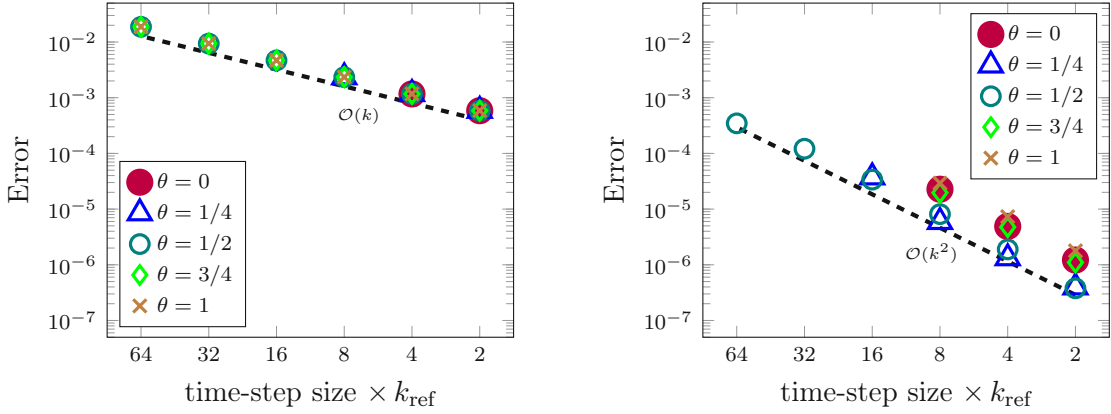 10⁻²
10⁻³
10⁻⁴
10⁻⁵
10⁻⁶
10⁻⁷
Error
𝒪(k)
θ = 0
θ = 1/4
θ = 1/2
θ = 3/4
θ = 1
64 32 16 8 4 2
time-step size × k_ref
10⁻²
10⁻³
10⁻⁴
10⁻⁵
10⁻⁶
10⁻⁷
Error
θ = 0
θ = 1/4
θ = 1/2
θ = 3/4
θ = 1
𝒪(k²)
64 32 16 8 4 2
time-step size × k_ref